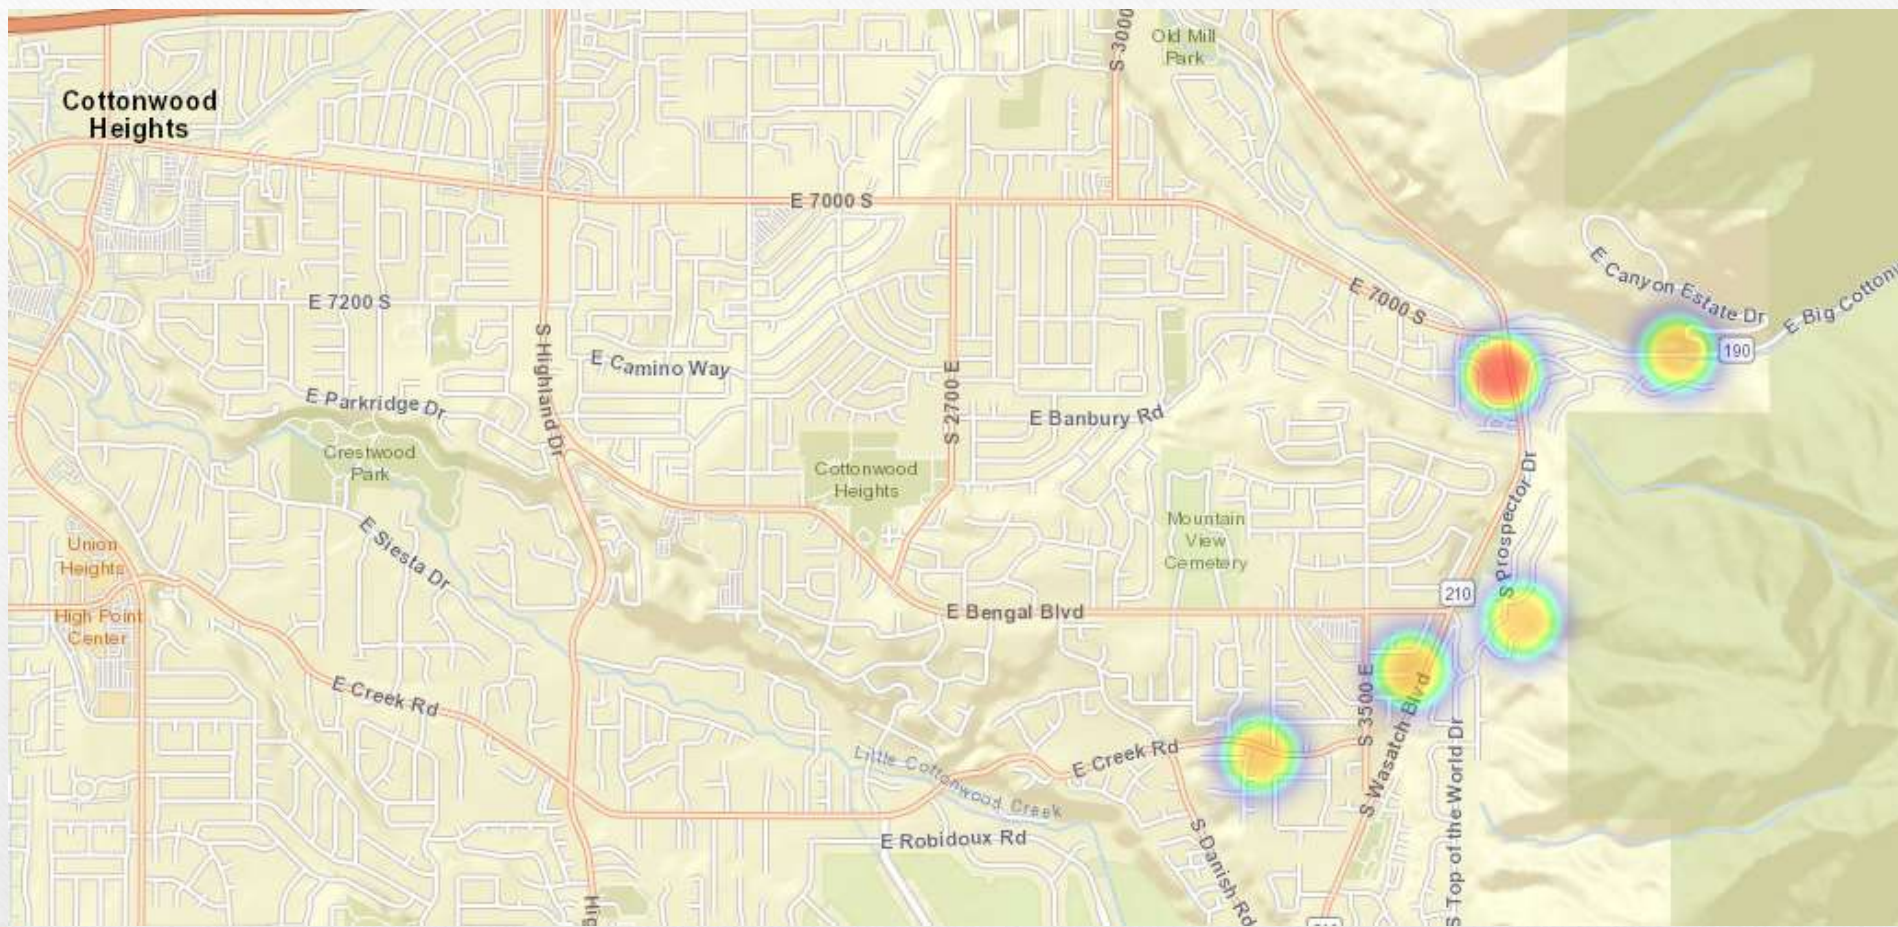 S 3000
Old Mill
Park
Cottonwood
Heights
E 7000 S
E Canyon Estate Dr
E Big Cotton
E 7000 S
E 7200 S
190
S Highland Dr
E Camino Way
S 2700 E
E Parkridge Dr
E Banbury Rd
Crestwood
Park
Cottonwood
Heights
S Prospector Dr
Mountain
View
Cemetery
E Siesta Dr
Union
Heights
210
E Bengal Blvd
High Point
Center
S 3500 E
S Wasatch Blvd
E Creek Rd
E Creek Rd
Little Cottonwood Creek
S Top of the World Dr
E Robidoux Rd
S Danish Rd
Hig